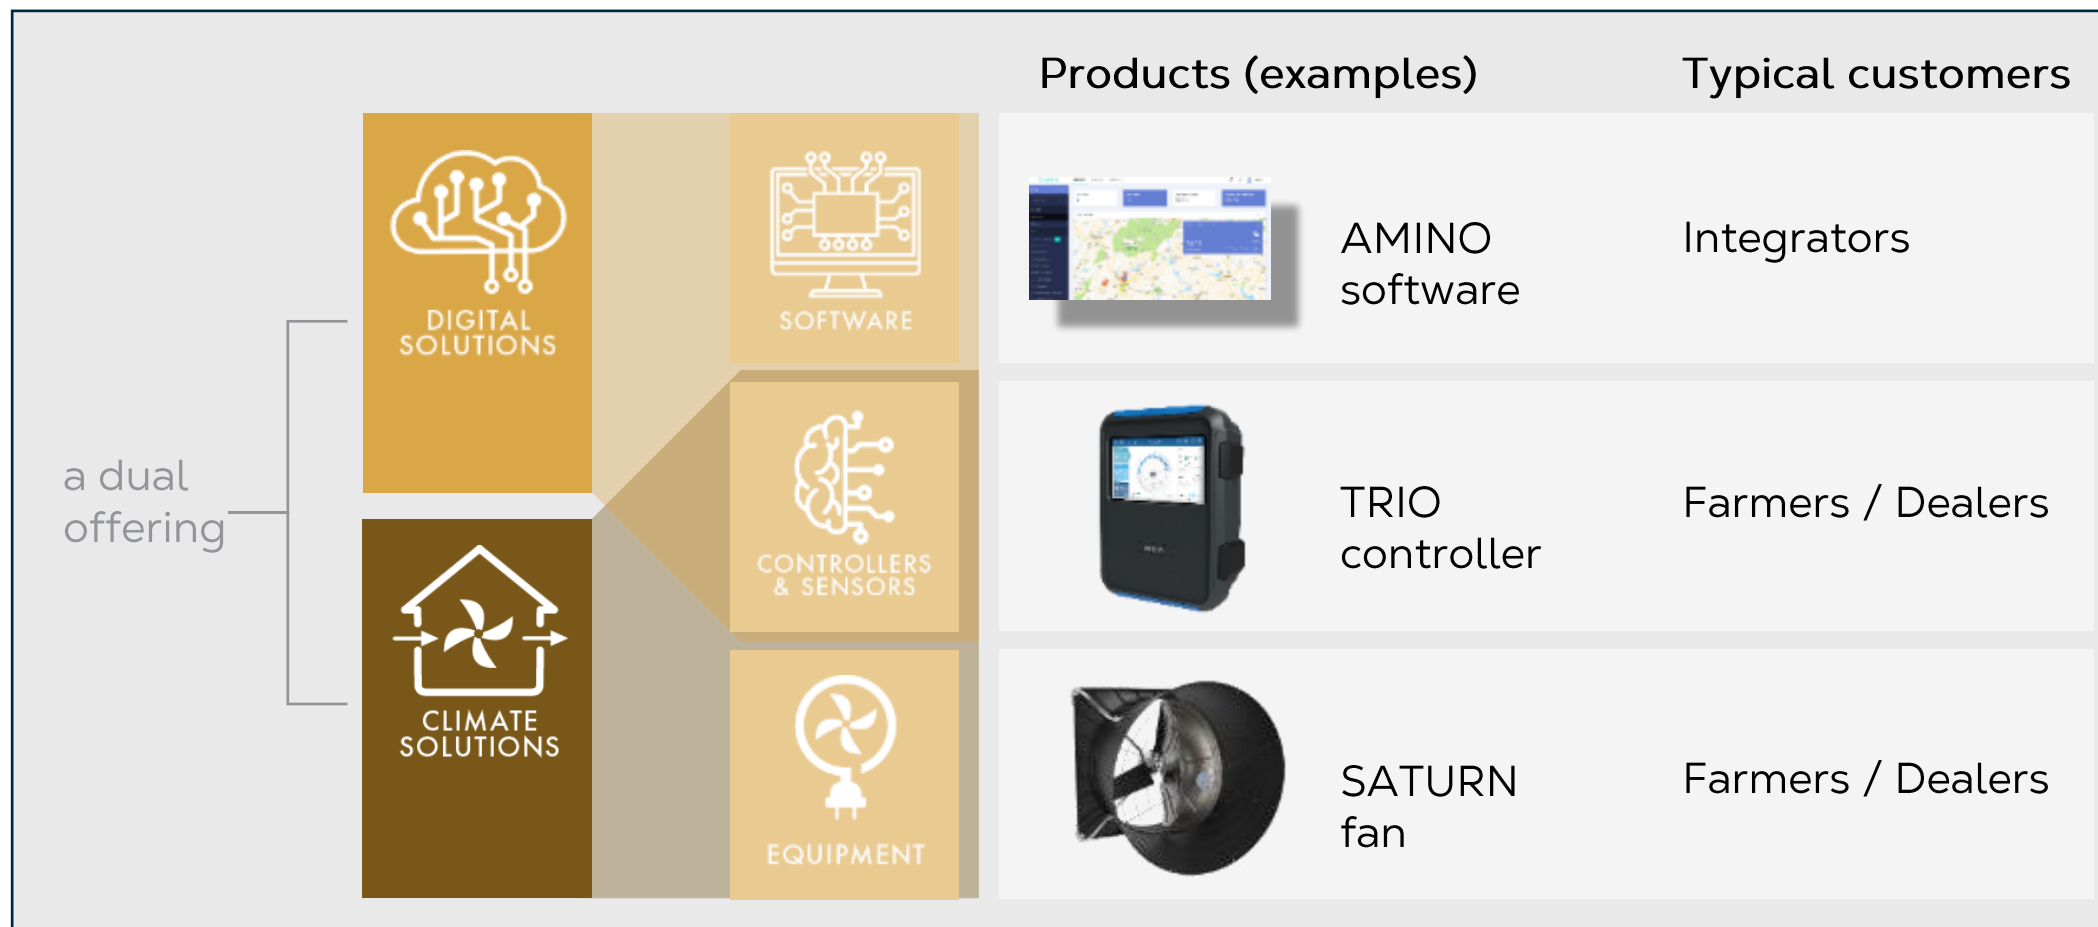 Products (examples)
Typical customers
a dual
offering
DIGITAL
SOLUTIONS
CLIMATE
SOLUTIONS
SOFTWARE
AMINO
software
Integrators
CONTROLLERS
& SENSORS
TRIO
controller
Farmers / Dealers
EQUIPMENT
SATURN
fan
Farmers / Dealers